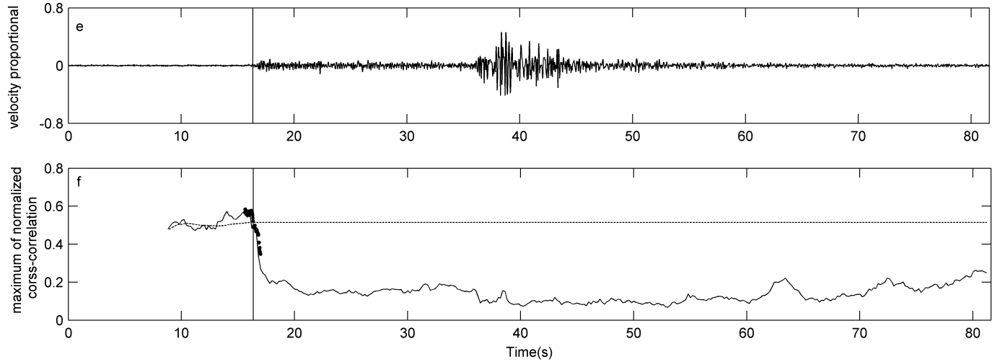 velocity proportional
0.8
0
-0.8
e
0 10 20 30 40 50 60 70 80
maximum of normalized
corss-correlation
0.8
0.6
0.4
0.2
0
f
0 10 20 30 40 50 60 70 80
Time(s)